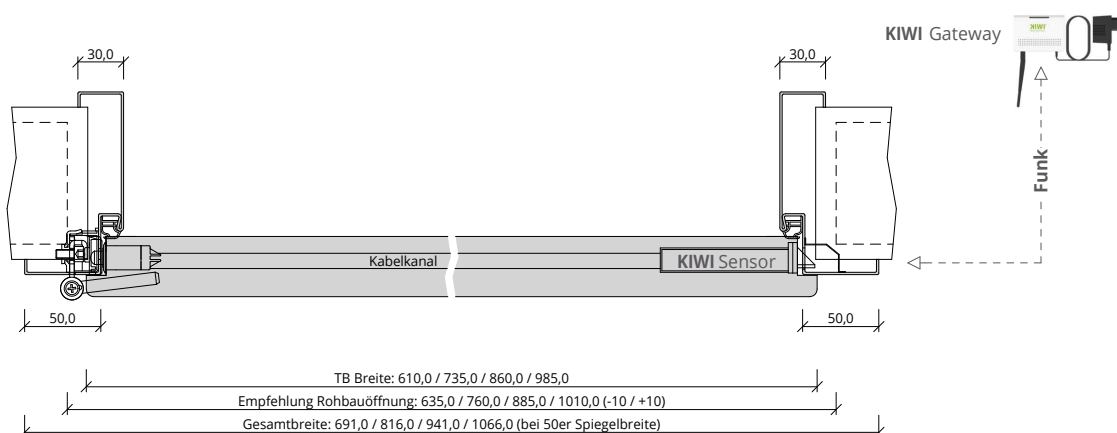 KIWI Gateway
KIWI
30,0
30,0
Funk
Kabelkanal
KIWI Sensor
50,0
50,0
TB Breite: 610,0 / 735,0 / 860,0 / 985,0
Empfehlung Rohbauöffnung: 635,0 / 760,0 / 885,0 / 1010,0 (-10 / +10)
Gesamtbreite: 691,0 / 816,0 / 941,0 / 1066,0 (bei 50er Spiegelbreite)